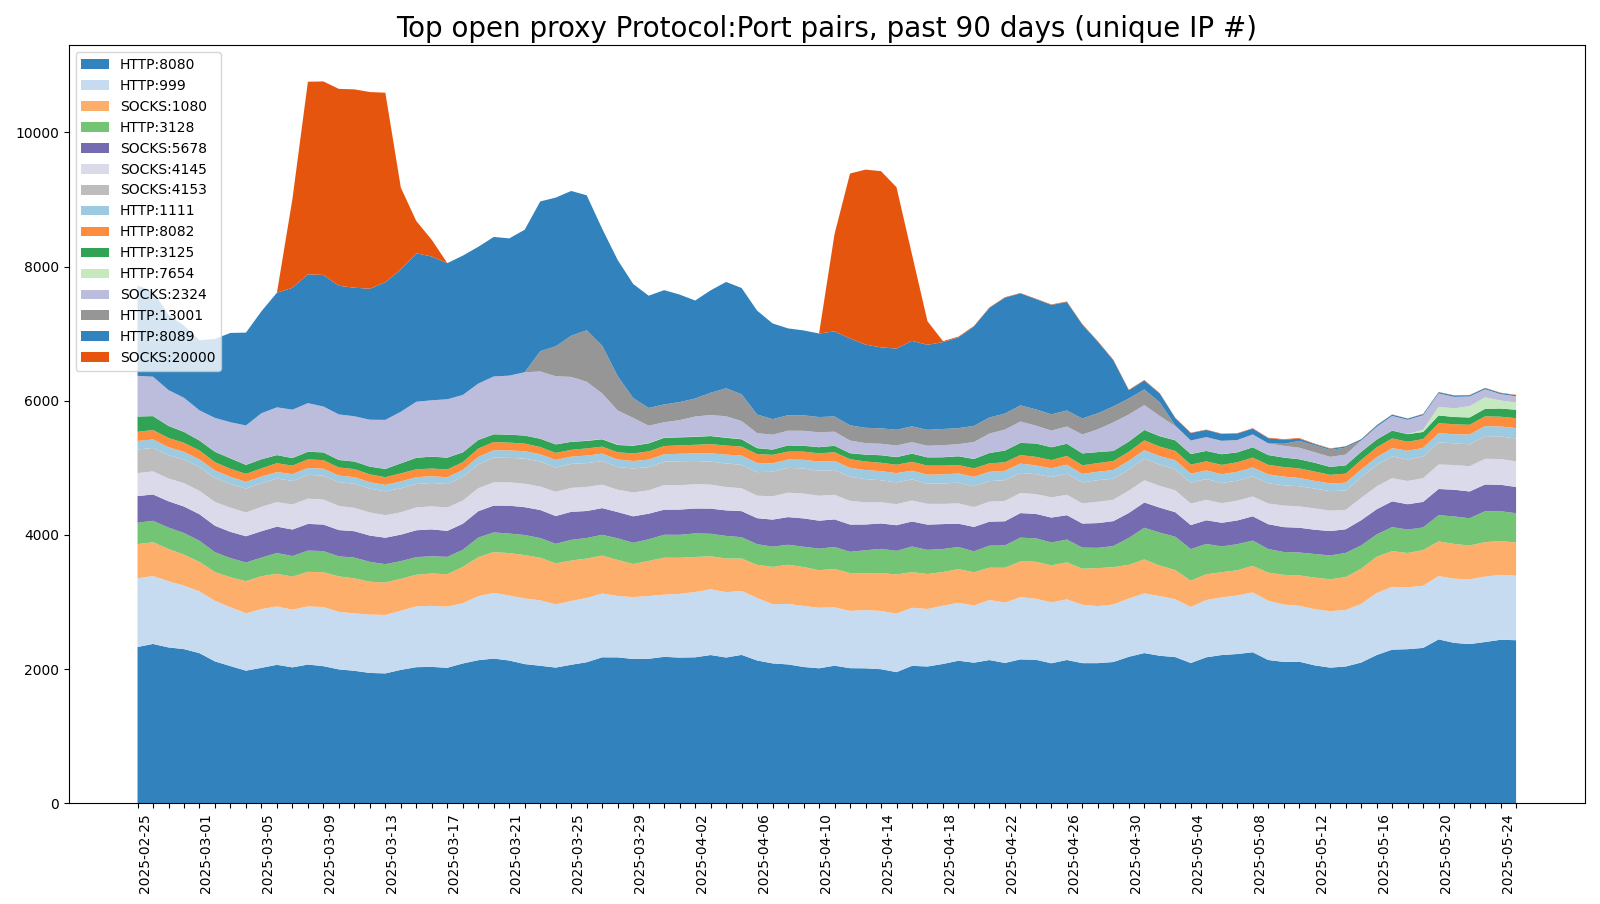 Top open proxy Protocol:Port pairs, past 90 days (unique IP #)
HTTP:8080
HTTP:999
SOCKS:1080
HTTP:3128
SOCKS:5678
SOCKS:4145
SOCKS:4153
HTTP:1111
HTTP:8082
HTTP:3125
HTTP:7654
SOCKS:2324
HTTP:13001
HTTP:8089
SOCKS:20000
10000
8000
6000
4000
2000
0
2025-02-25
2025-03-01
2025-03-05
2025-03-09
2025-03-13
2025-03-17
2025-03-21
2025-03-25
2025-03-29
2025-04-02
2025-04-06
2025-04-10
2025-04-14
2025-04-18
2025-04-22
2025-04-26
2025-04-30
2025-05-04
2025-05-08
2025-05-12
2025-05-16
2025-05-20
2025-05-24